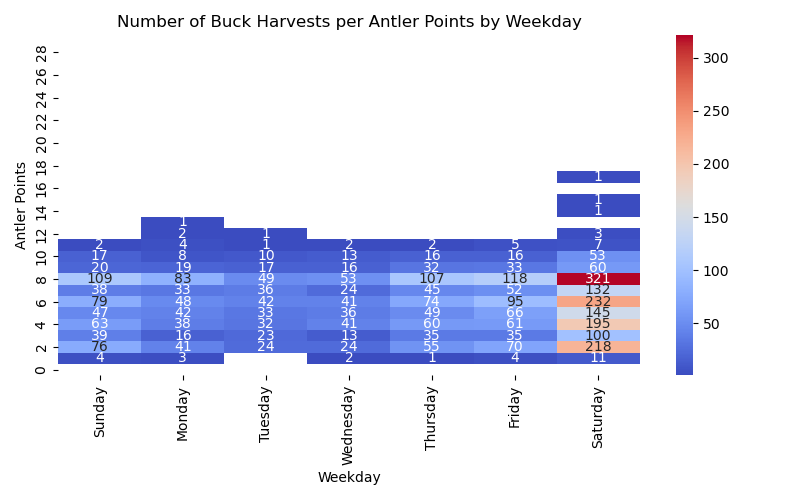 Number of Buck Harvests per Antler Points by Weekday
28
26
24
22
20
18
16
14
12
10
8
6
4
2
0
Antler Points
1
1
1
1
2 1 3
2 4 1 2 2 5 7
17 8 10 13 16 16 53
20 19 17 16 32 33 60
109 83 49 53 107 118 321
38 33 36 24 45 52 132
79 48 42 41 74 95 232
47 42 33 36 49 66 145
63 38 32 41 60 61 195
39 16 23 13 35 35 100
76 41 24 24 55 70 218
4 3 2 1 4 11
Sunday
Monday
Tuesday
Wednesday
Thursday
Friday
Saturday
Weekday
300
250
200
150
100
50